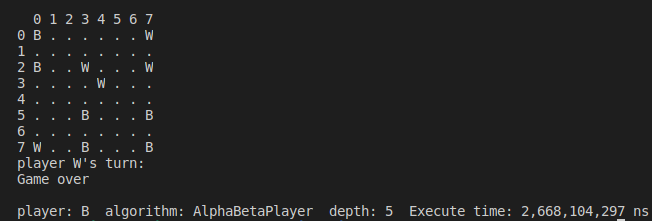 0 1 2 3 4 5 6 7
0 B . . . . . . W
1 . . . . . . . .
2 B . . W . . . W
3 . . . . W . . .
4 . . . . . . . .
5 . . . B . . . B
6 . . . . . . . .
7 W . . B . . . B
player W's turn:
Game over
player: B  algorithm: AlphaBetaPlayer  depth: 5  Execute time: 2,668,104,297 ns